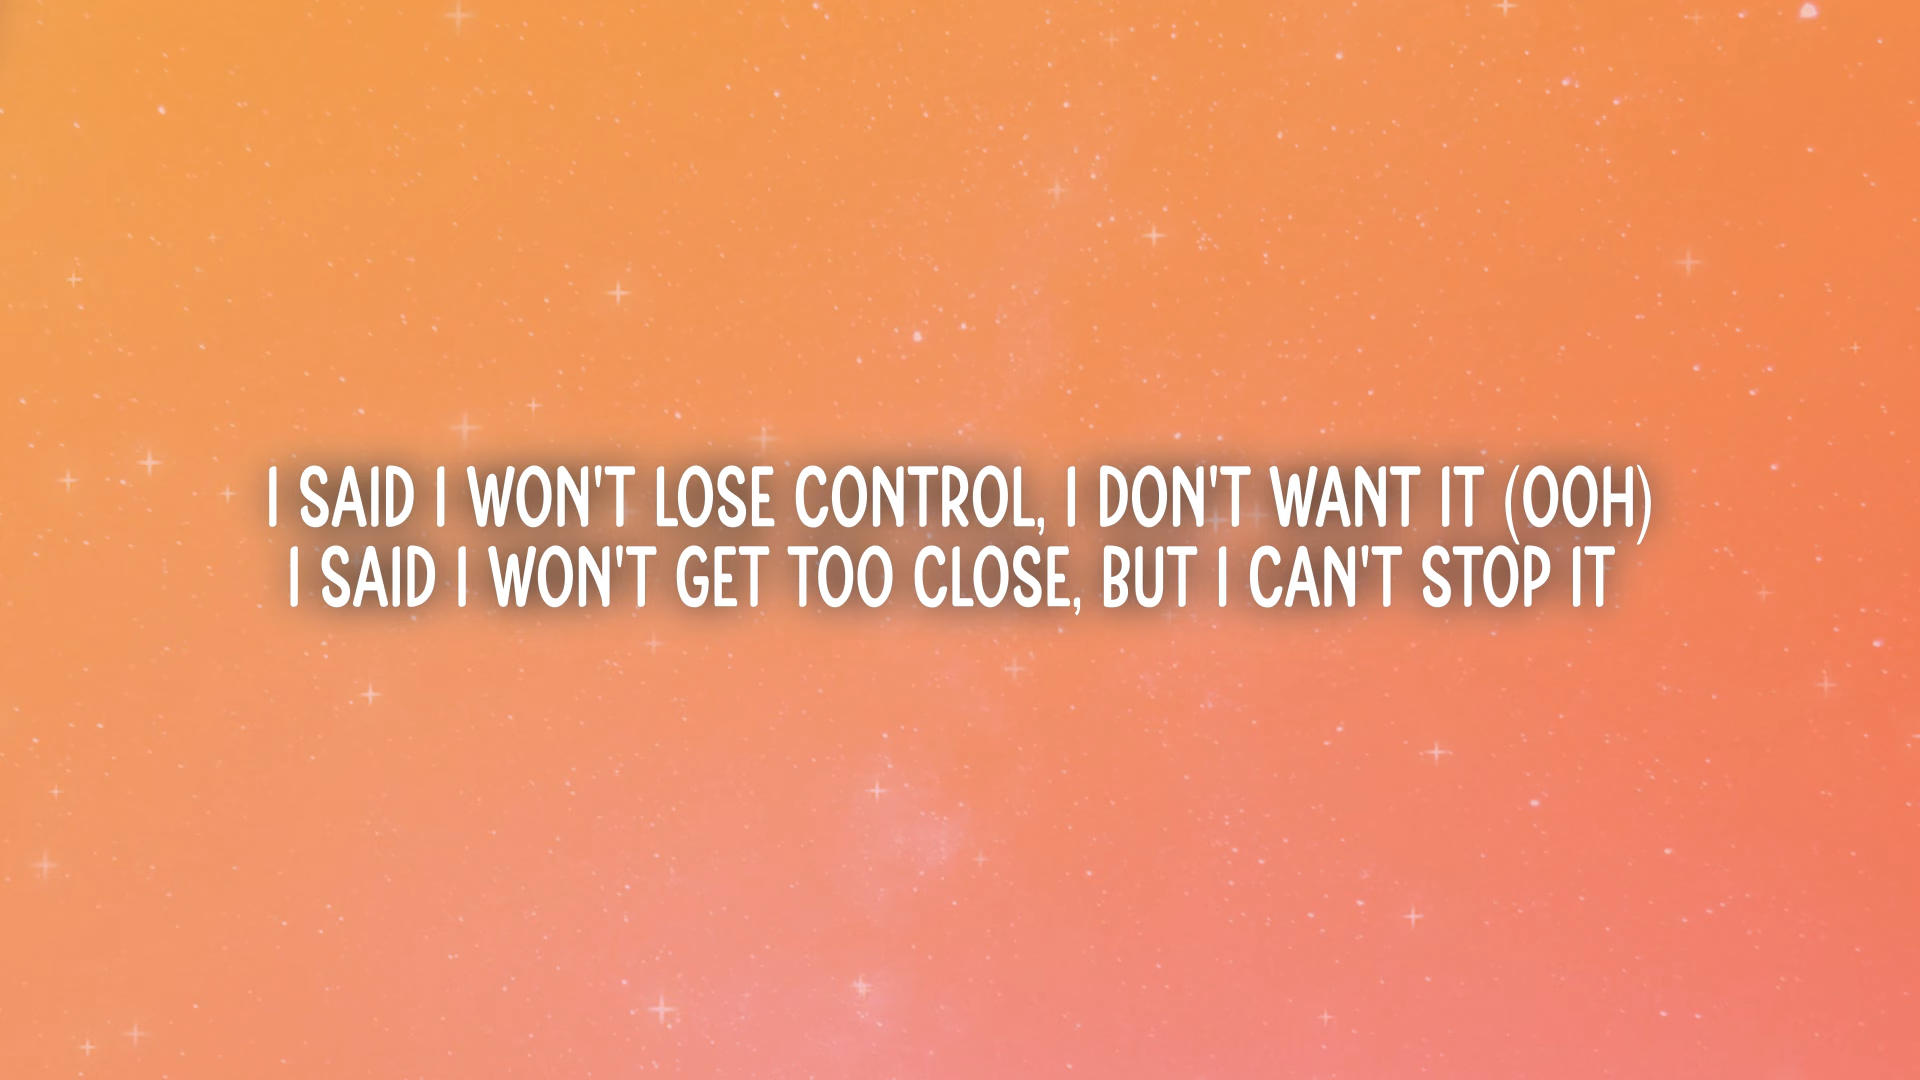 I SAID I WON'T LOSE CONTROL, I DON'T WANT IT (OOH)
I SAID I WON'T GET TOO CLOSE, BUT I CAN'T STOP IT